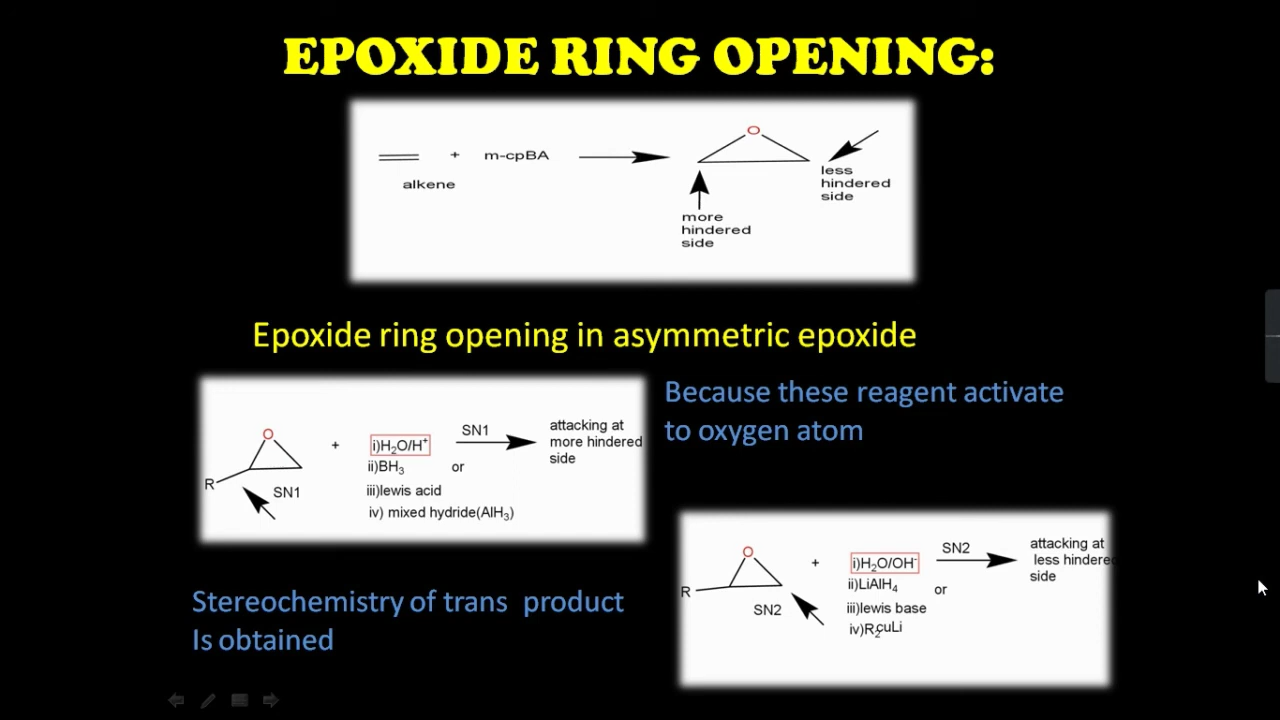 EPOXIDE RING OPENING:
O
+ m-cpBA
alkene
less
hindered
side
more
hindered
side
Epoxide ring opening in asymmetric epoxide
Because these reagent activate
to oxygen atom
O
R
SN1
+
i)H₂O/H⁺
ii)BH₃ or
iii)lewis acid
iv) mixed hydride(AlH₃)
SN1
attacking at
more hindered
side
Stereochemistry of trans product
Is obtained
O
R
SN2
+
i)H₂O/OH⁻
ii)LiAlH₄ or
iii)lewis base
iv)R₂cuLi
SN2
attacking at
less hindered
side